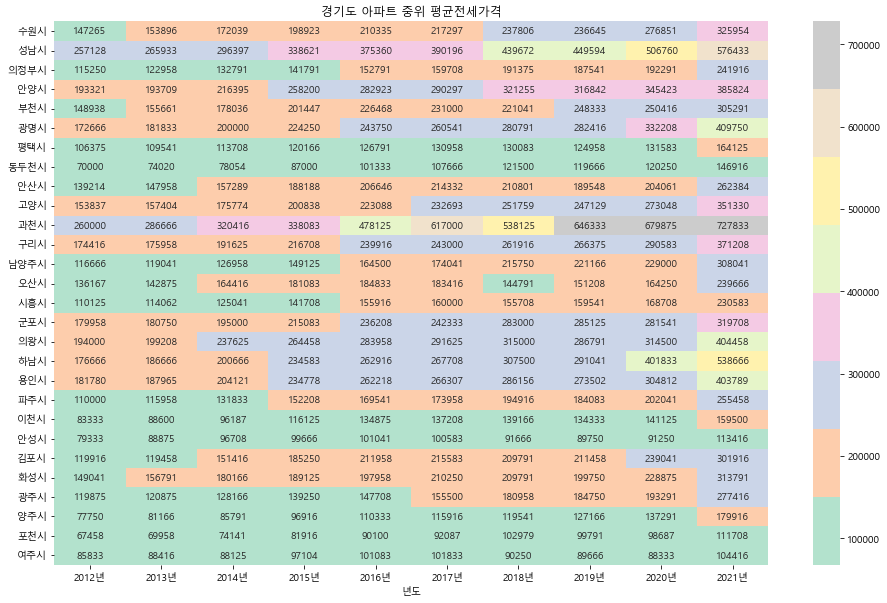 경기도 아파트 중위 평균전세가격
수원시 147265 153896 172039 198923 210335 217297 237806 236645 276851 325954
성남시 257128 265933 296397 338621 375360 390196 439672 449594 506760 576433
의정부시 115250 122958 132791 141791 152791 159708 191375 187541 192291 241916
안양시 193321 193709 216395 258200 282923 290297 321255 316842 345423 385824
부천시 148938 155661 178036 201447 226468 231000 221041 248333 250416 305291
광명시 172666 181833 200000 224250 243750 260541 280791 282416 332208 409750
평택시 106375 109541 113708 120166 126791 130958 130083 124958 131583 164125
동두천시 70000 74020 78054 87000 101333 107666 121500 119666 120250 146916
안산시 139214 147958 157289 188188 206646 214332 210801 189548 204061 262384
고양시 153837 157404 175774 200838 223088 232693 251759 247129 273048 351330
과천시 260000 286666 320416 338083 478125 617000 538125 646333 679875 727833
구리시 174416 175958 191625 216708 239916 243000 261916 266375 290583 371208
남양주시 116666 119041 126958 149125 164500 174041 215750 221166 229000 308041
오산시 136167 142875 164416 181083 184833 183416 144791 151208 164250 239666
시흥시 110125 114062 125041 141708 155916 160000 155708 159541 168708 230583
군포시 179958 180750 195000 215083 236208 242333 283000 285125 281541 319708
의왕시 194000 199208 237625 264458 283958 291625 315000 286791 314500 404458
하남시 176666 186666 200666 234583 262916 267708 307500 291041 401833 538666
용인시 181780 187965 204121 234778 262218 266307 286156 273502 304812 403789
파주시 110000 115958 131833 152208 169541 173958 194916 184083 202041 255458
이천시 83333 88600 96187 116125 134875 137208 139166 134333 141125 159500
안성시 79333 88875 96708 99666 101041 100583 91666 89750 91250 113416
김포시 119916 119458 151416 185250 211958 215583 209791 211458 239041 301916
화성시 149041 156791 180166 189125 197958 210250 209791 199750 228875 313791
광주시 119875 120875 128166 139250 147708 155500 180958 184750 193291 277416
양주시 77750 81166 85791 96916 110333 115916 119541 127166 137291 179916
포천시 67458 69958 74141 81916 90100 92087 102979 99791 98687 111708
여주시 85833 88416 88125 97104 101083 101833 90250 89666 88333 104416
2012년 2013년 2014년 2015년 2016년 2017년 2018년 2019년 2020년 2021년
년도
700000
600000
500000
400000
300000
200000
100000